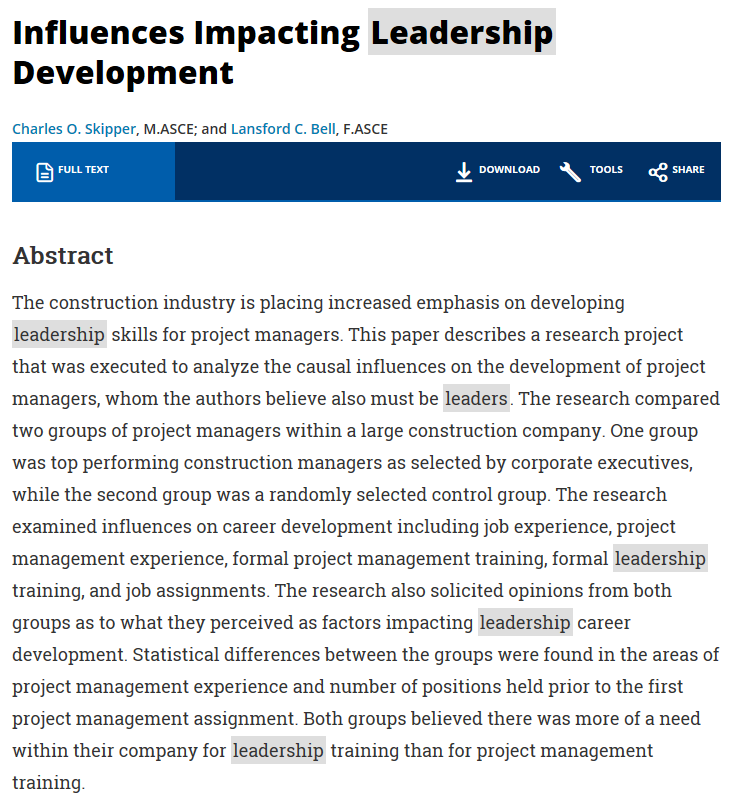 Influences Impacting Leadership
Development
Charles O. Skipper, M.ASCE; and Lansford C. Bell, F.ASCE
FULL TEXT DOWNLOAD TOOLS SHARE
Abstract
The construction industry is placing increased emphasis on developing
leadership skills for project managers. This paper describes a research project
that was executed to analyze the causal influences on the development of project
managers, whom the authors believe also must be leaders. The research compared
two groups of project managers within a large construction company. One group
was top performing construction managers as selected by corporate executives,
while the second group was a randomly selected control group. The research
examined influences on career development including job experience, project
management experience, formal project management training, formal leadership
training, and job assignments. The research also solicited opinions from both
groups as to what they perceived as factors impacting leadership career
development. Statistical differences between the groups were found in the areas of
project management experience and number of positions held prior to the first
project management assignment. Both groups believed there was more of a need
within their company for leadership training than for project management
training.